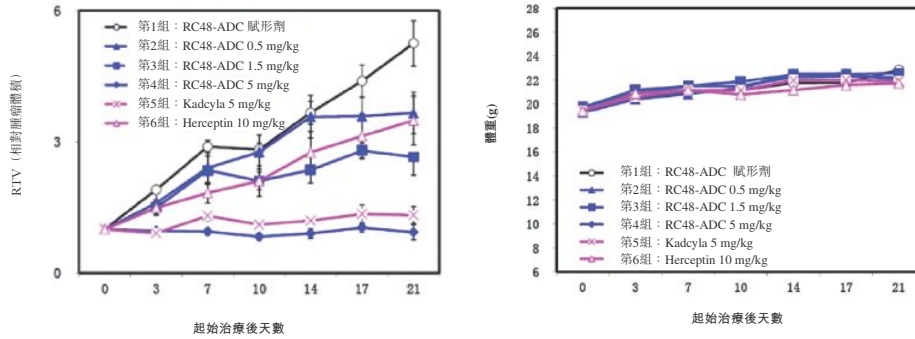 RTV（相對腫瘤體積）
6
3
0
第1組：RC48-ADC 賦形劑
第2組：RC48-ADC 0.5 mg/kg
第3組：RC48-ADC 1.5 mg/kg
第4組：RC48-ADC 5 mg/kg
第5組：Kadcyla 5 mg/kg
第6組：Herceptin 10 mg/kg
0 3 7 10 14 17 21
起始治療後天數
體重(g)
28
26
24
22
20
18
16
14
12
10
8
6
第1組：RC48-ADC 賦形劑
第2組：RC48-ADC 0.5 mg/kg
第3組：RC48-ADC 1.5 mg/kg
第4組：RC48-ADC 5 mg/kg
第5組：Kadcyla 5 mg/kg
第6組：Herceptin 10 mg/kg
0 3 7 10 14 17 21
起始治療後天數